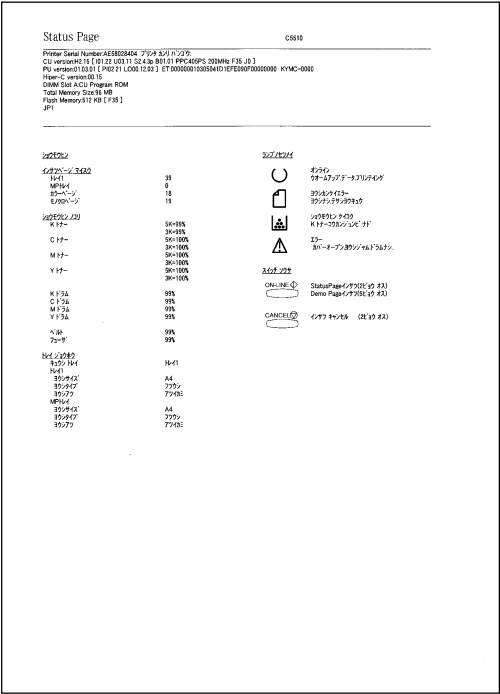 Status Page
C5510
Printer Serial Number:AE58028404 プリンタ カンリ バンゴウ:
CU version:H2.15 [ I01.22 U03.11 S2.4.3p B01.01 PPC405PS 200MHz F35 J0 ]
PU version:01.03.01 [ PI02.21 LO00.12.03 ] ET:000000010305041D1EFE090F00000000 KYMC=0000
Hiper-C version:00.15
DIMM Slot A:CU Program ROM
Total Memory Size:96 MB
Flash Memory:512 KB [ F35 ]
JP1
ショウモウヒン
インサツページ マイスウ
トレイ1 39
MPトレイ 0
カラーページ 18
モノクロページ 19
ショウモウヒン ノコリ
K トナー 5K=99%
3K=99%
C トナー 5K=100%
3K=100%
M トナー 5K=100%
3K=100%
Y トナー 5K=100%
3K=100%
K ドラム 99%
C ドラム 99%
M ドラム 99%
Y ドラム 99%
ベルト 99%
フューザ 99%
トレイ ジョウホウ
キュウシ トレイ トレイ1
トレイ1
ヨウシサイズ A4
ヨウシタイプ フツウシ
ヨウシアツ アツイカミ
MPトレイ
ヨウシサイズ A4
ヨウシタイプ フツウシ
ヨウシアツ アツイカミ
ランプノセツメイ
オンライン
ウオームアップ,データ,プリンティング
ヨウシカンケイエラー
ヨウシナシ,テサシヨウキュウ
ショウモウヒン ケイコク
K トナーコウカンジュンビ ナド
エラー
カバーオープン,ヨウシジャム,ドラムナシ.
スイッチ ソウサ
ON-LINE StatusPageインサツ(2ビョウ オス)
Demo Pageインサツ(5ビョウ オス)
CANCEL インサツ キャンセル (2ビョウ オス)